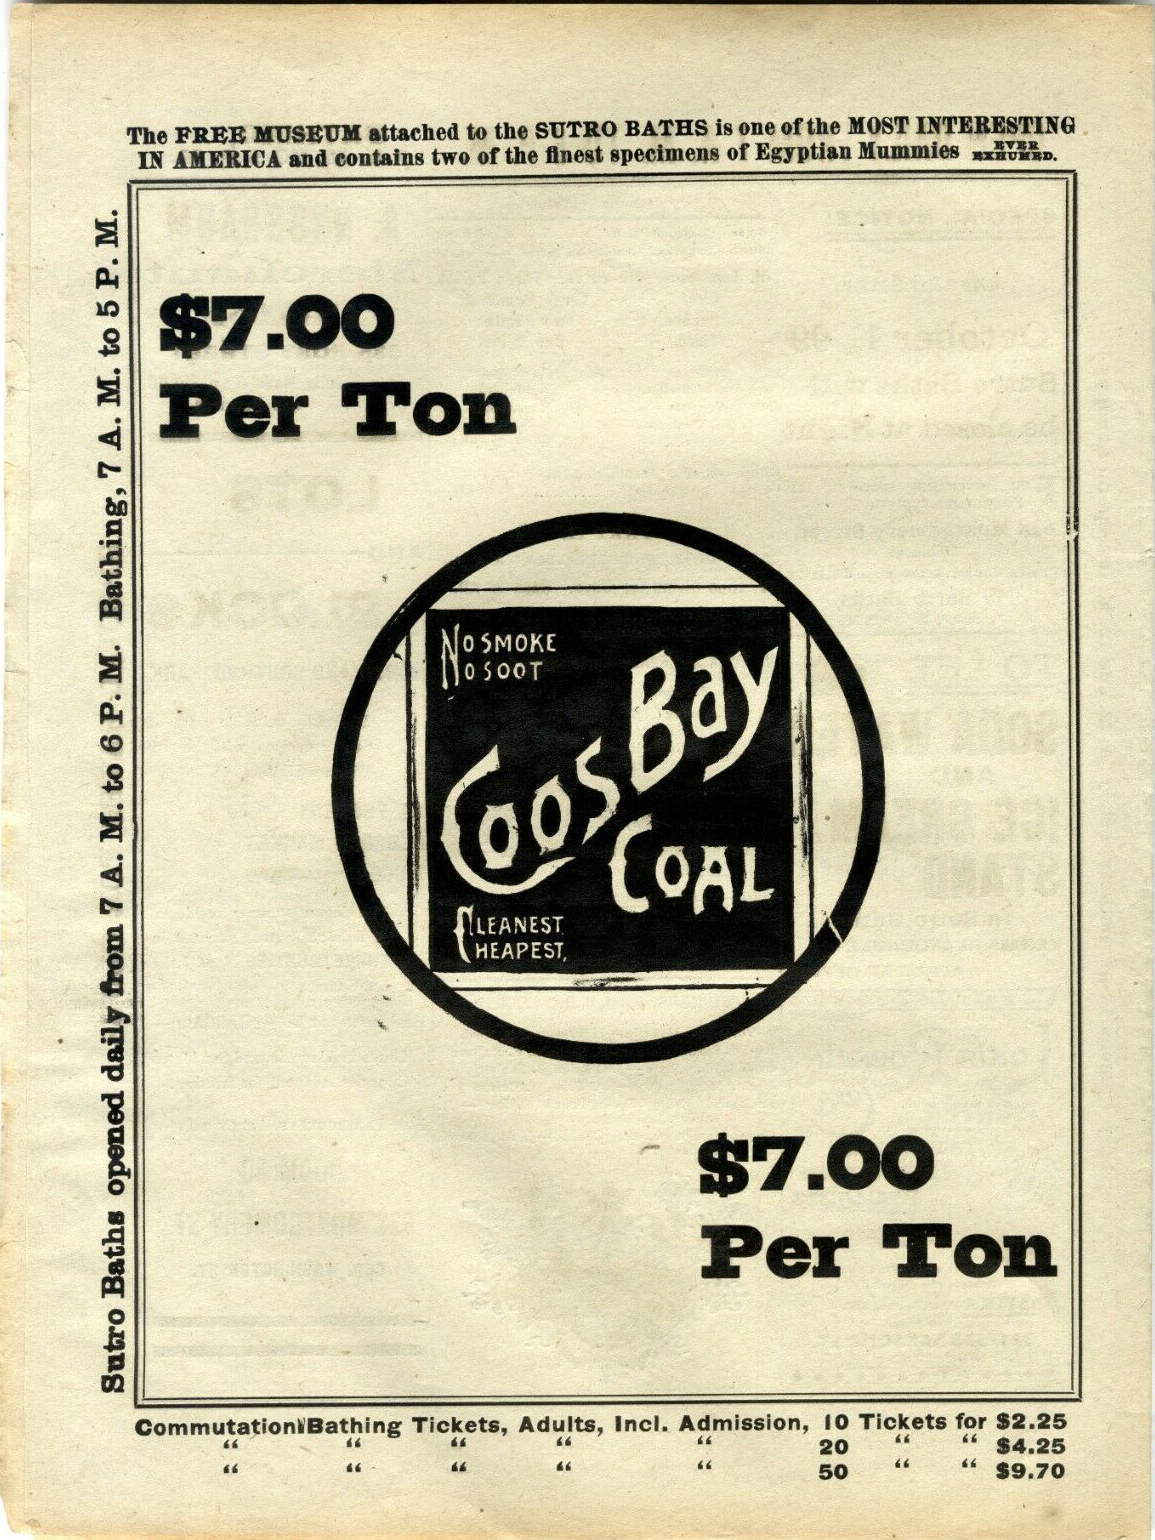 The FREE MUSEUM attached to the SUTRO BATHS is one of the MOST INTERESTING
IN AMERICA and contains two of the finest specimens of Egyptian Mummies EVER EXHUMED.
Sutro Baths opened daily from 7 A. M. to 6 P. M. Bathing, 7 A. M. to 5 P. M.
$7.00
Per Ton
NO SMOKE
NO SOOT
COOS BAY
COAL
CLEANEST
CHEAPEST,
$7.00
Per Ton
Commutation Bathing Tickets, Adults, Incl. Admission, 10 Tickets for $2.25
“ “ “ “ “ 20 “ “ $4.25
“ “ “ “ “ 50 “ “ $9.70